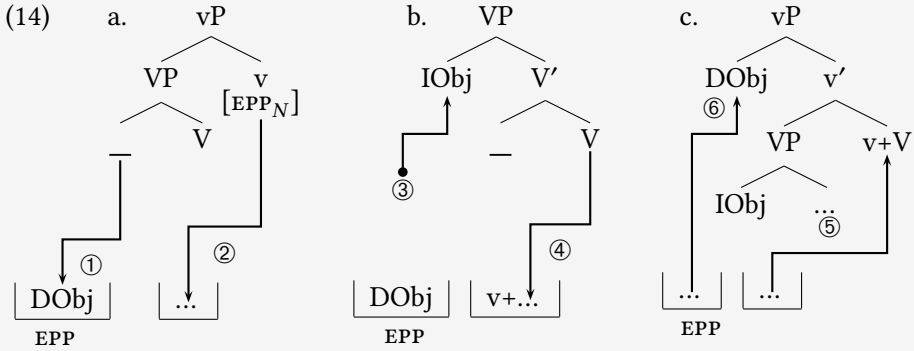 (14) a. vP b. VP c. vP
VP v IObj V′ DObj v′
[EPP_N] ⑥
V – V VP v+V
–
③
IObj ...
⑤
① ② ④
DObj ... DObj v+... ... ...
EPP EPP EPP